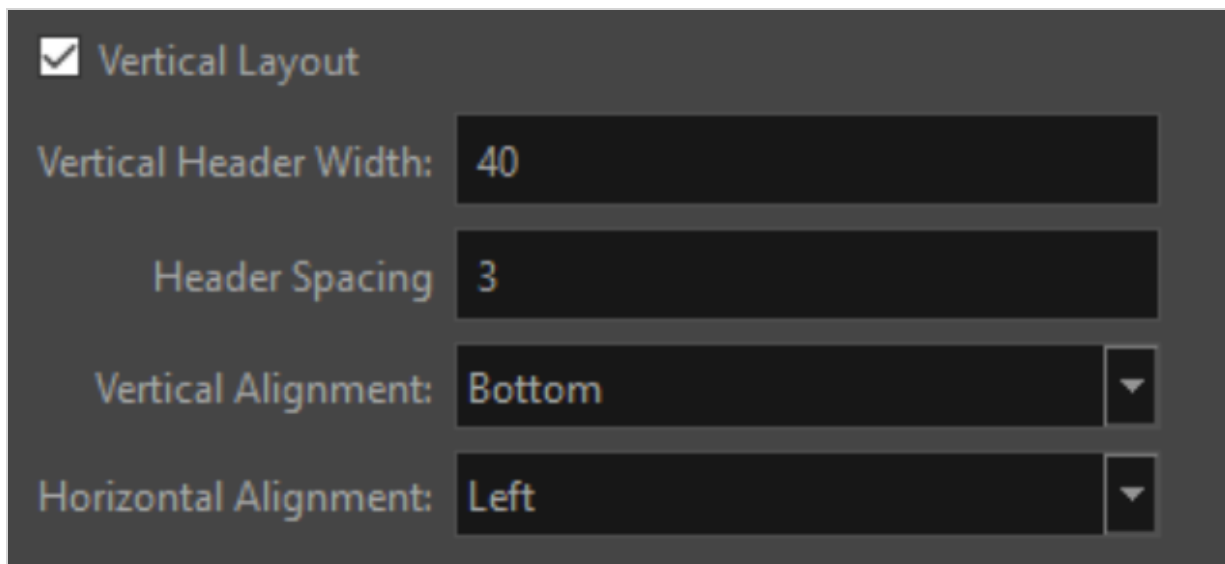 Vertical Layout
Vertical Header Width: 40
Header Spacing 3
Vertical Alignment: Bottom
Horizontal Alignment: Left